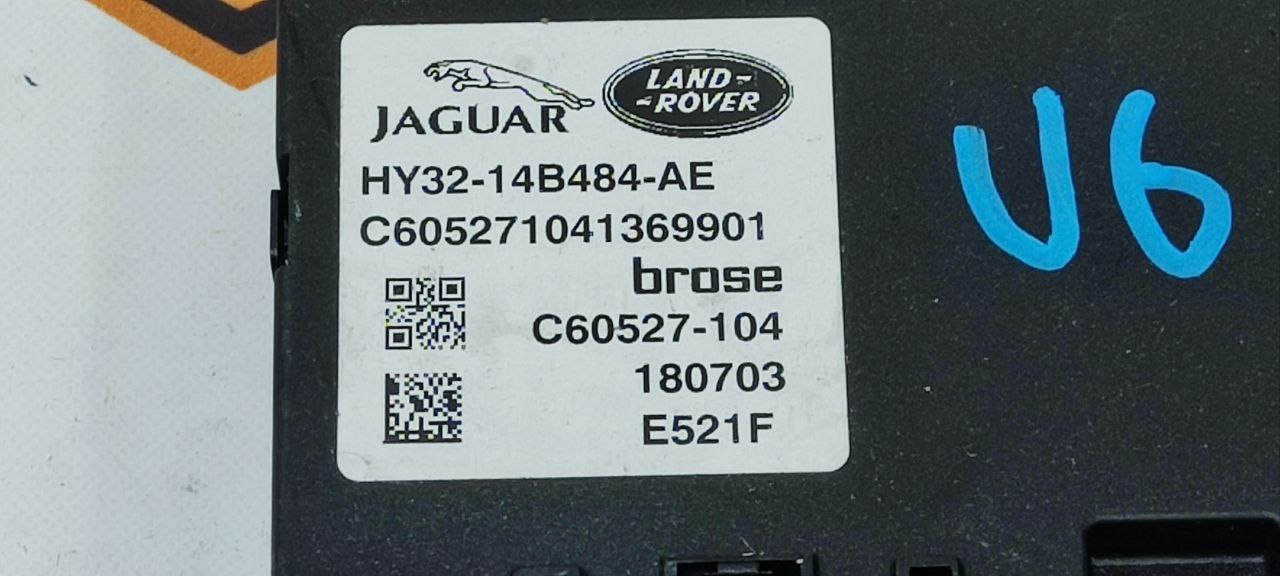 JAGUAR
LAND-
-ROVER
HY32-14B484-AE
C605271041369901
brose
C60527-104
180703
E521F
U6